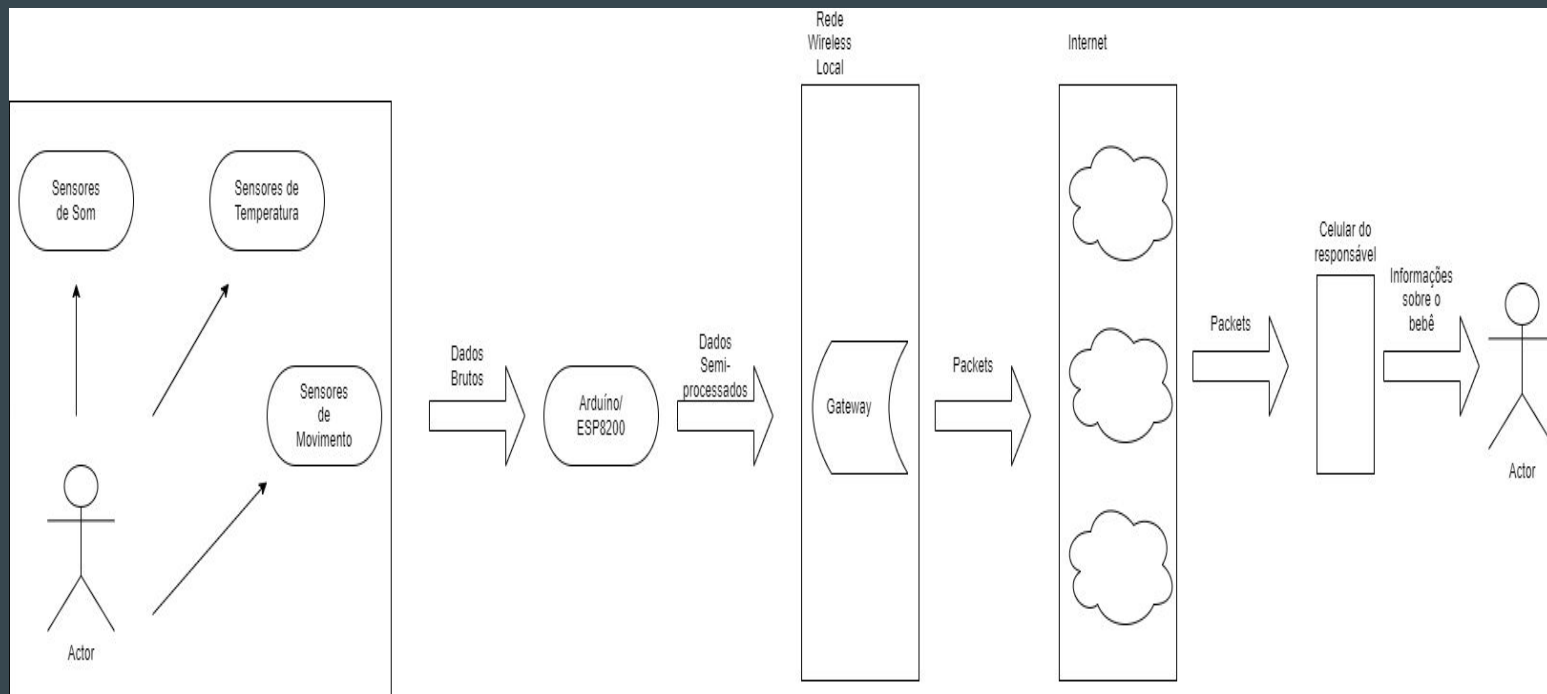 Rede
Wireless
Local
Internet
Sensores
de Som
Sensores de
Temperatura
Sensores
de
Movimento
Actor
Dados
Brutos
Arduíno/
ESP8200
Dados
Semi-
processados
Gateway
Packets
Packets
Celular do
responsável
Informações
sobre o
bebê
Actor